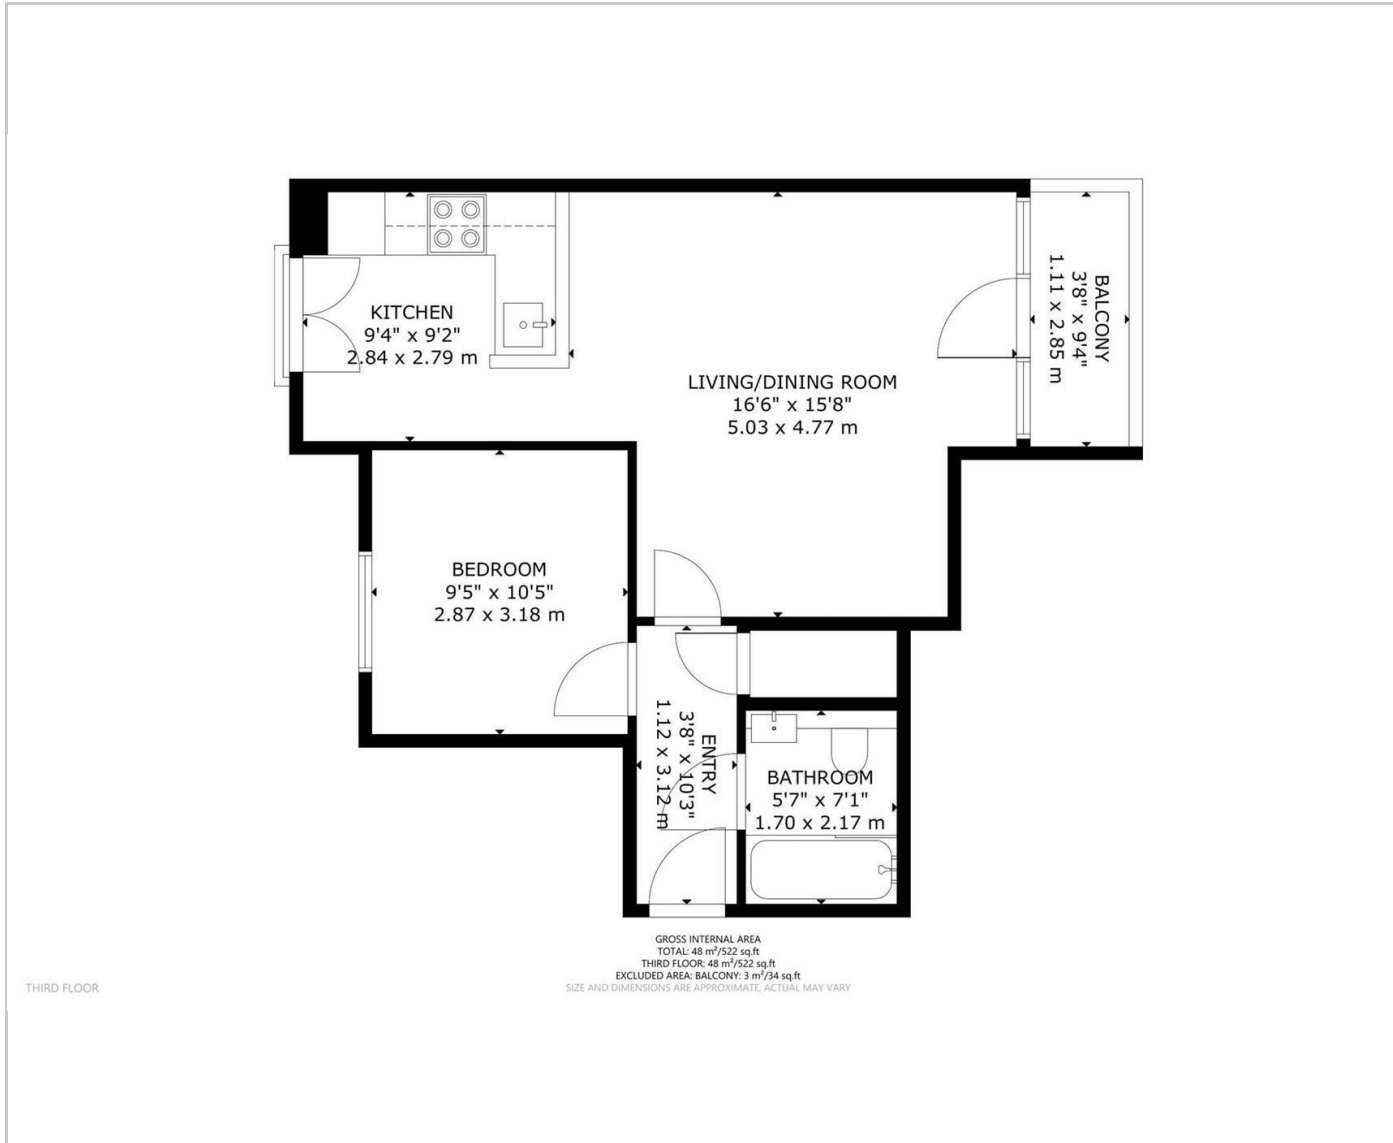 KITCHEN
9'4" x 9'2"
2.84 x 2.79 m
LIVING/DINING ROOM
16'6" x 15'8"
5.03 x 4.77 m
BALCONY
3'8" x 9'4"
1.11 x 2.85 m
BEDROOM
9'5" x 10'5"
2.87 x 3.18 m
ENTRY
3'8" x 10'3"
1.12 x 3.12 m
BATHROOM
5'7" x 7'1"
1.70 x 2.17 m
GROSS INTERNAL AREA
TOTAL: 48 m²/522 sq.ft
THIRD FLOOR: 48 m²/522 sq.ft
EXCLUDED AREA: BALCONY: 3 m²/34 sq.ft
SIZE AND DIMENSIONS ARE APPROXIMATE, ACTUAL MAY VARY
THIRD FLOOR